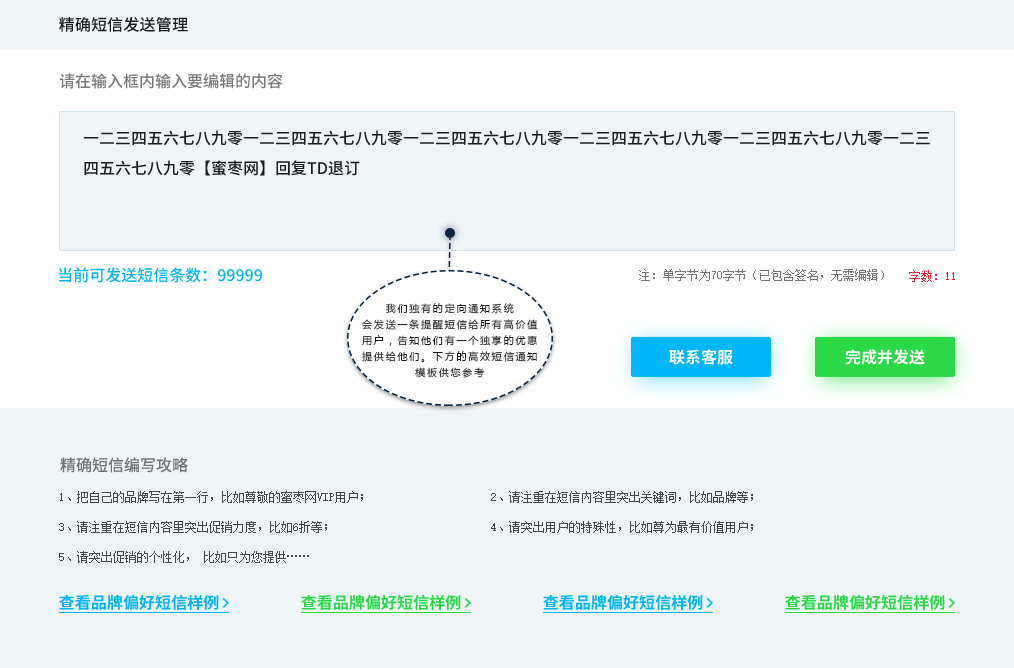 精确短信发送管理
请在输入框内输入要编辑的内容
一二三四五六七八九零一二三四五六七八九零一二三四五六七八九零一二三四五六七八九零一二三四五六七八九零一二三
四五六七八九零【蜜枣网】回复TD退订
当前可发送短信条数：99999
注：单字节为70字节（已包含签名，无需编辑） 字数：11
我们独有的定向通知系统
会发送一条提醒短信给所有高价值
用户，告知他们有一个独享的优惠
提供给他们。下方的高效短信通知
模板供您参考
联系客服 完成并发送
精确短信编写攻略
1、把自己的品牌写在第一行，比如尊敬的蜜枣网VIP用户； 2、请注重在短信内容里突出关键词，比如品牌等；
3、请注重在短信内容里突出促销力度，比如6折等； 4、请突出用户的特殊性，比如尊为最有价值用户；
5、请突出促销的个性化， 比如只为您提供……
查看品牌偏好短信样例> 查看品牌偏好短信样例> 查看品牌偏好短信样例> 查看品牌偏好短信样例>